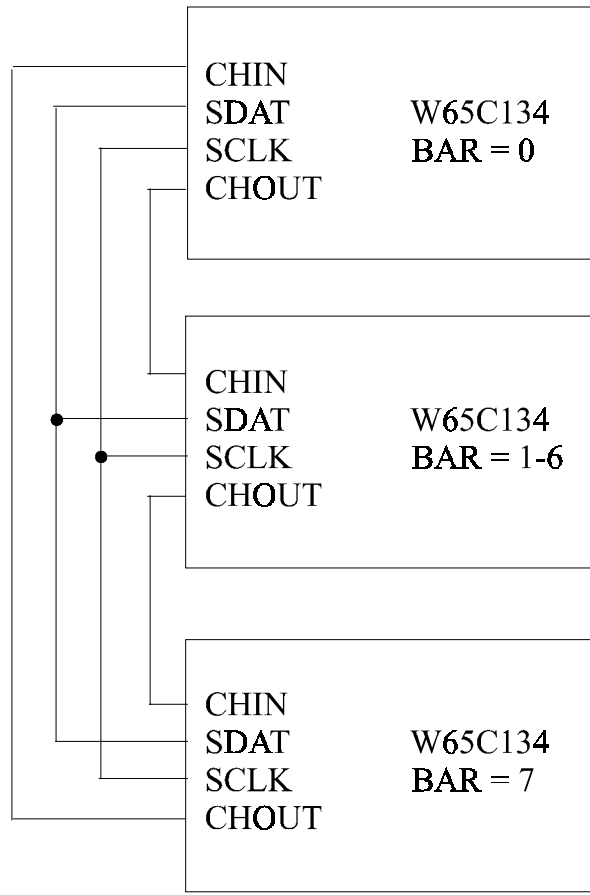 CHIN
SDAT W65C134
SCLK BAR = 0
CHOUT
CHIN
SDAT W65C134
SCLK BAR = 1-6
CHOUT
CHIN
SDAT W65C134
SCLK BAR = 7
CHOUT